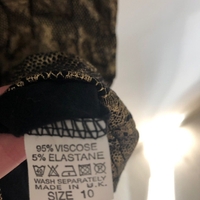 95% VISCOSE
5% ELASTANE
WASH SEPARATELY
MADE IN U.K.
SIZE 10